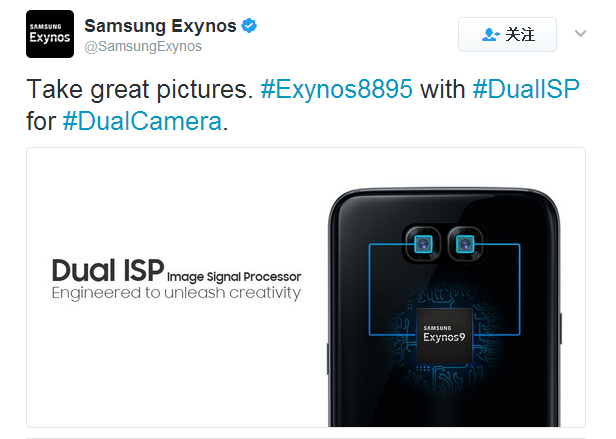 SAMSUNG
Exynos
Samsung Exynos
@SamsungExynos
关注
Take great pictures. #Exynos8895 with #DualISP
for #DualCamera.
Dual ISP Image Signal Processor
Engineered to unleash creativity
SAMSUNG
Exynos9